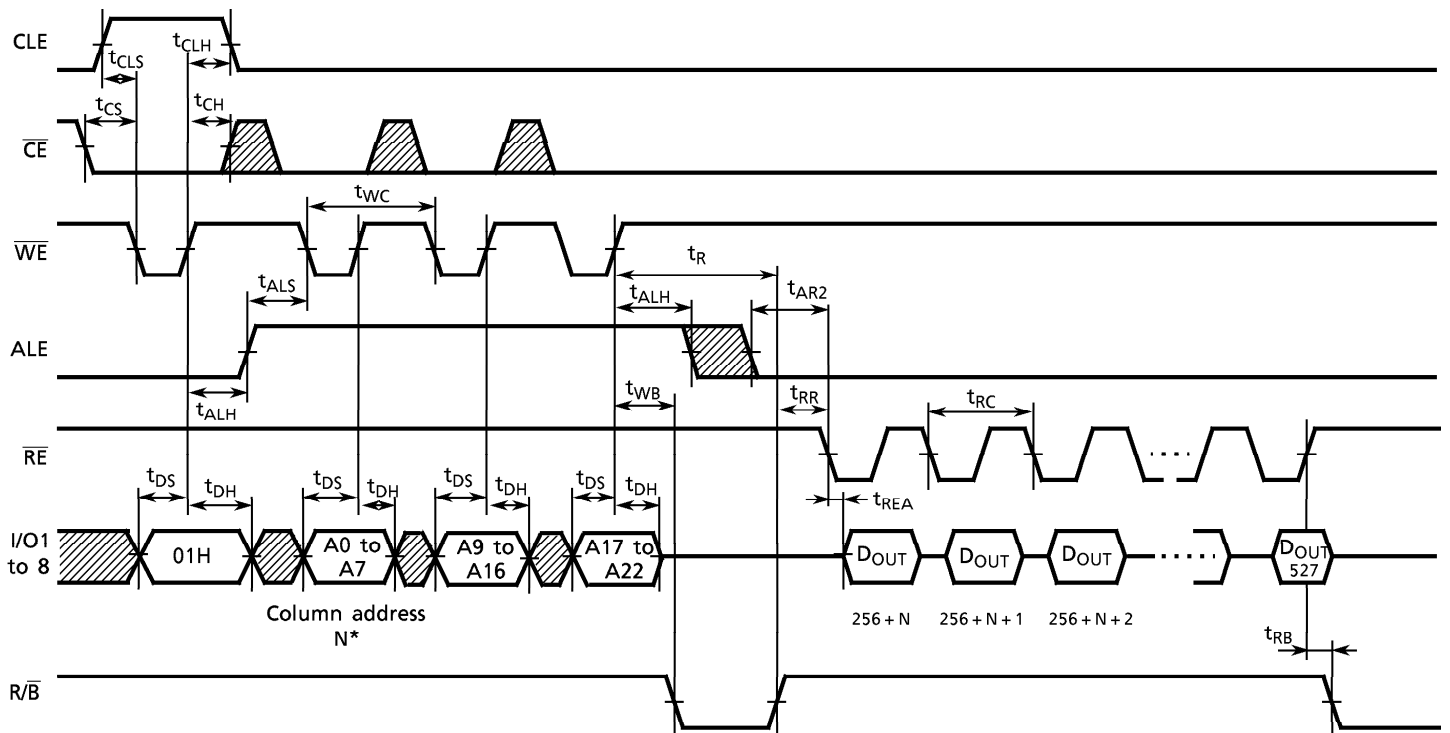 CLE
tCLS
tCLH
CE
tCS
tCH
WE
tWC
tR
tALS
tALH
tAR2
ALE
tALH
tWB
tRR
tRC
RE
tDS
tDH
tDS
tDH
tDS
tDH
tDS
tDH
tREA
I/O1
to 8
01H
A0 to
A7
A9 to
A16
A17 to
A22
DOUT
DOUT
DOUT
DOUT
527
Column address
N*
256 + N
256 + N + 1
256 + N + 2
tRB
R/B